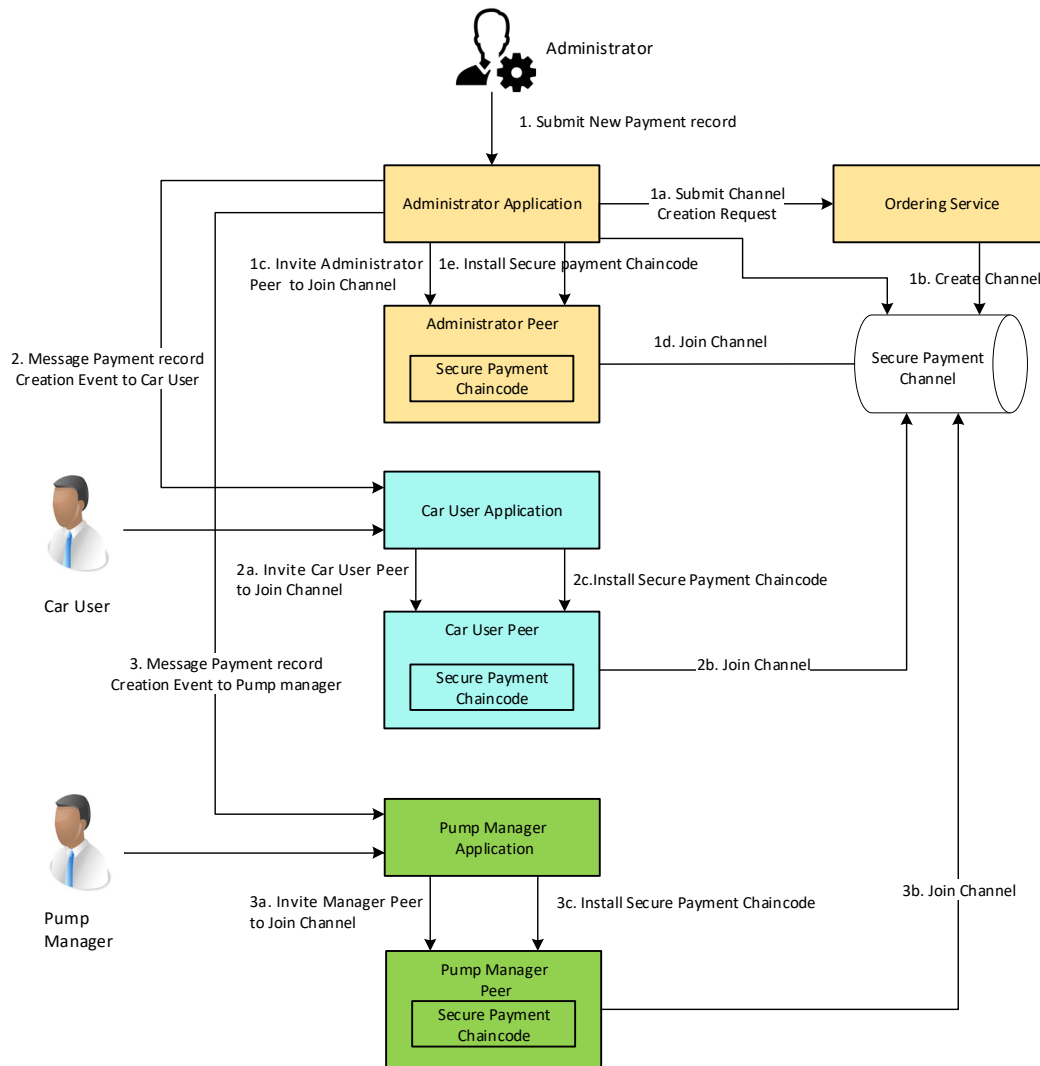 Administrator
1. Submit New Payment record
Administrator Application
1a. Submit Channel
Creation Request
Ordering Service
1c. Invite Administrator
Peer to Join Channel
1e. Install Secure payment Chaincode
1b. Create Channel
Administrator Peer
Secure Payment
Chaincode
1d. Join Channel
Secure Payment
Channel
2. Message Payment record
Creation Event to Car User
Car User Application
Car User
2a. Invite Car User Peer
to Join Channel
2c.Install Secure Payment Chaincode
Car User Peer
Secure Payment
Chaincode
2b. Join Channel
3. Message Payment record
Creation Event to Pump manager
Pump Manager
Application
Pump
Manager
3a. Invite Manager Peer
to Join Channel
3c. Install Secure Payment Chaincode
3b. Join Channel
Pump Manager
Peer
Secure Payment
Chaincode